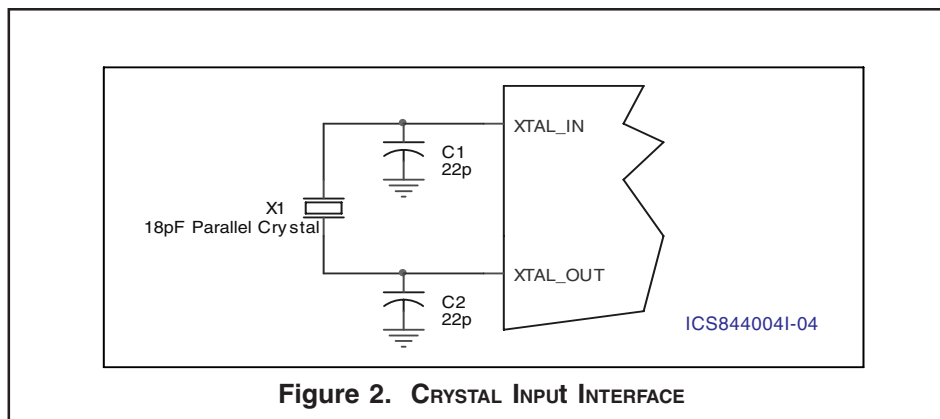 XTAL_IN
C1
22p
X1
18pF Parallel Crystal
XTAL_OUT
C2
22p
ICS844004I-04
Figure 2. CRYSTAL INPUT INTERFACE